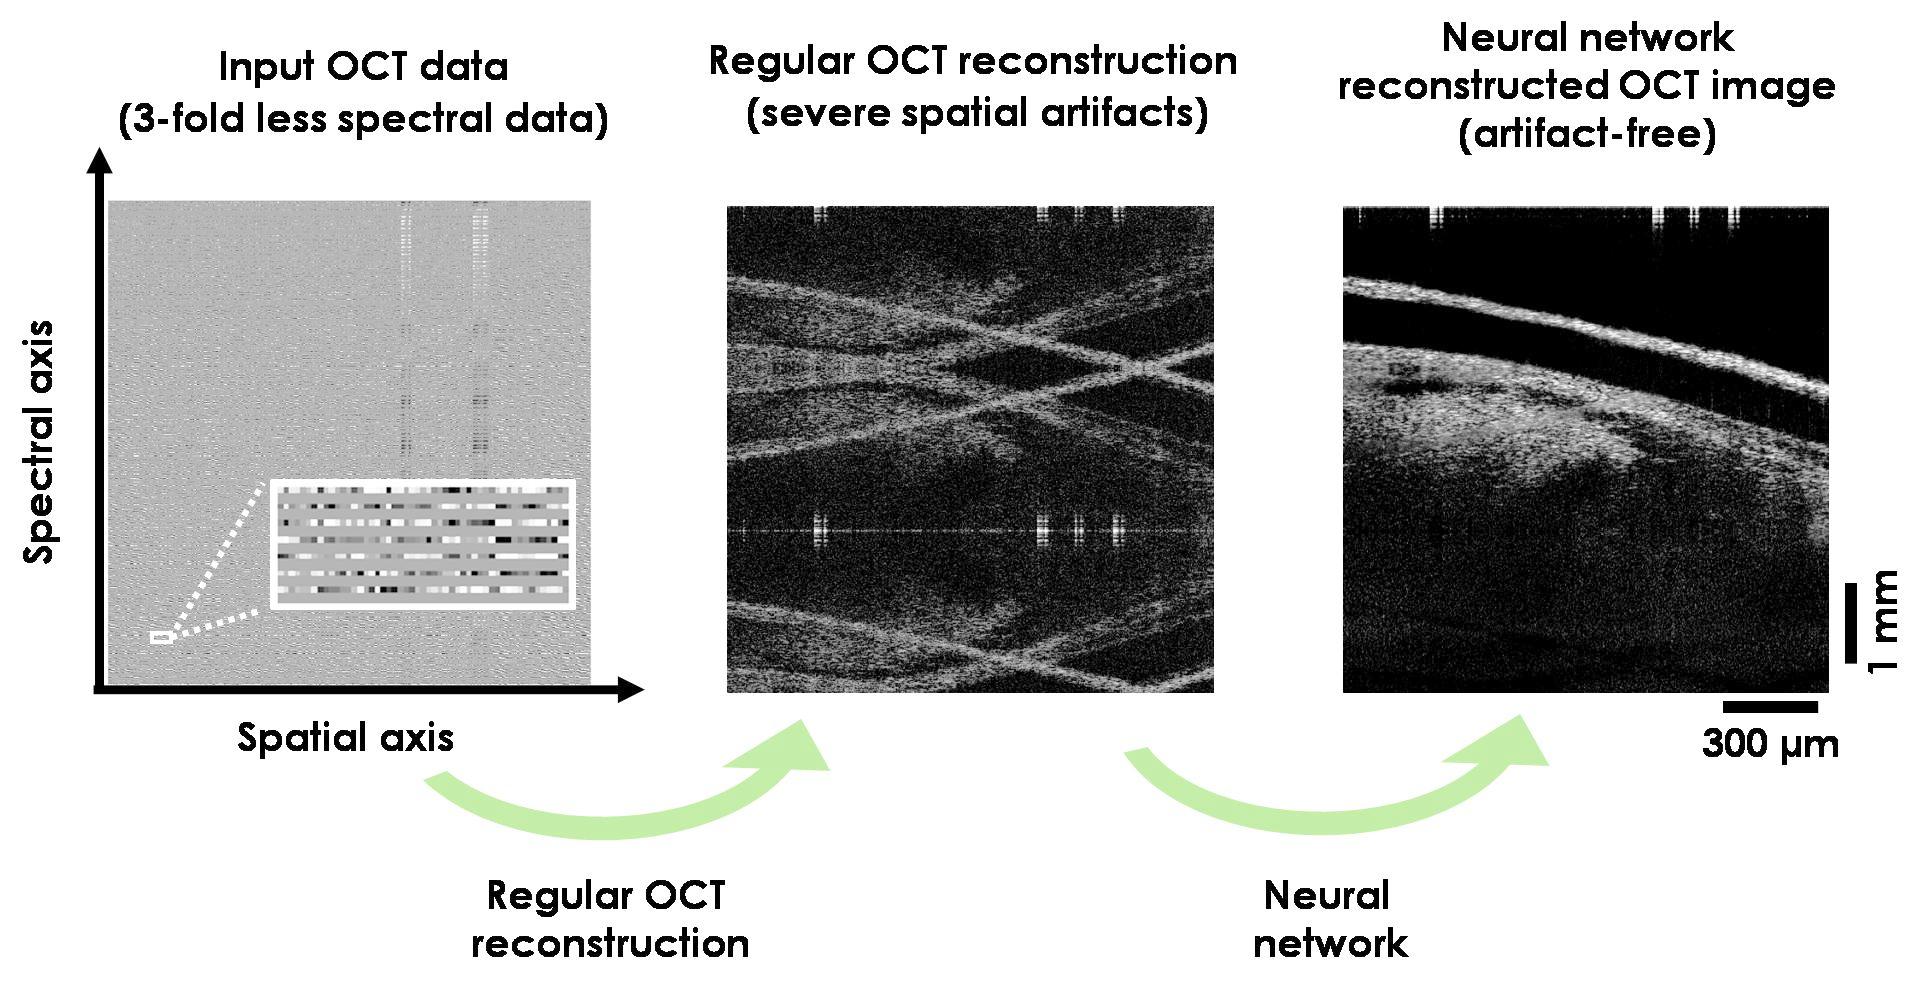 Input OCT data
(3-fold less spectral data)
Regular OCT reconstruction
(severe spatial artifacts)
Neural network
reconstructed OCT image
(artifact-free)
Spectral axis
Spatial axis
1 mm
300 µm
Regular OCT
reconstruction
Neural
network